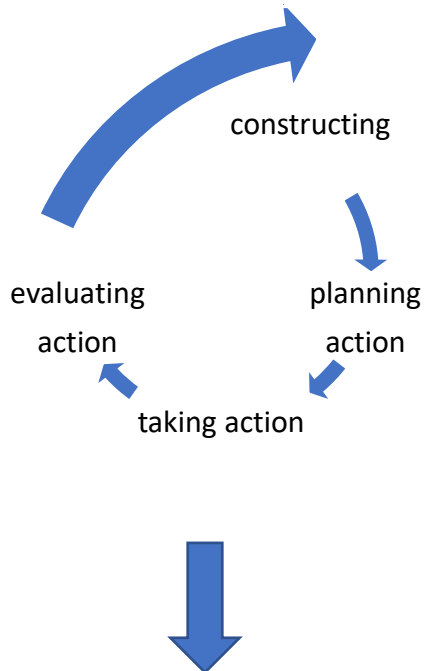 constructing
evaluating
action
planning
action
taking action